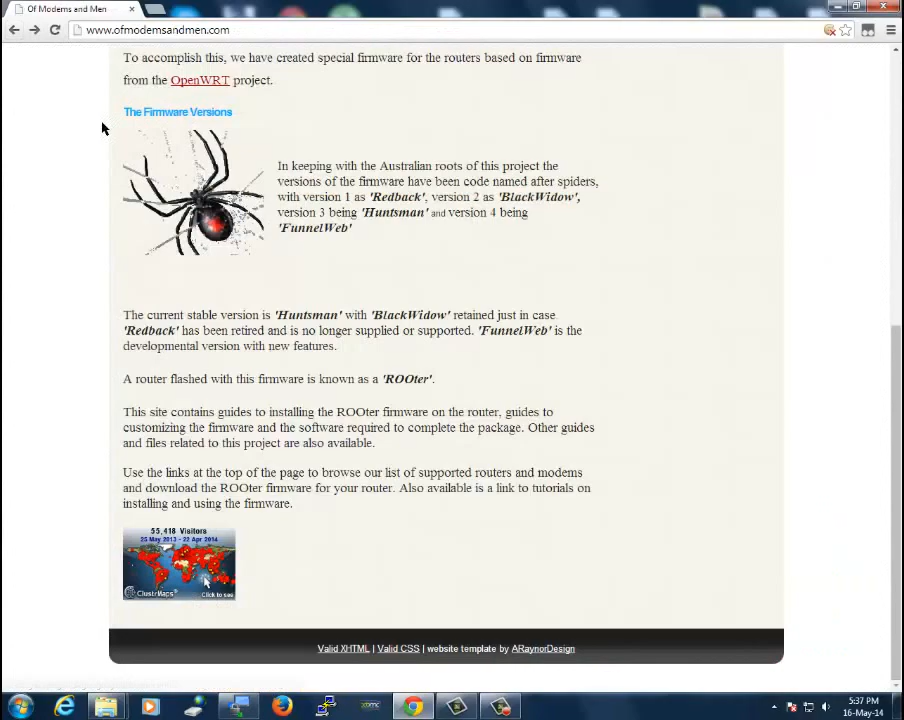 Of Modems and Men
www.ofmodemsandmen.com
To accomplish this, we have created special firmware for the routers based on firmware
from the OpenWRT project.
The Firmware Versions
In keeping with the Australian roots of this project the
versions of the firmware have been code named after spiders,
with version 1 as 'Redback', version 2 as 'BlackWidow',
version 3 being 'Huntsman' and version 4 being
'FunnelWeb'
The current stable version is 'Huntsman' with 'BlackWidow' retained just in case.
'Redback' has been retired and is no longer supplied or supported. 'FunnelWeb' is the
developmental version with new features.
A router flashed with this firmware is known as a 'ROOter'.
This site contains guides to installing the ROOter firmware on the router, guides to
customizing the firmware and the software required to complete the package. Other guides
and files related to this project are also available.
Use the links at the top of the page to browse our list of supported routers and modems
and download the ROOter firmware for your router. Also available is a link to tutorials on
installing and using the firmware.
55,418 Visitors
25 May 2013 - 22 Apr 2014
ClustrMaps
Click to see
Valid XHTML | Valid CSS | website template by ARaynorDesign
5:37 PM
16-May-14